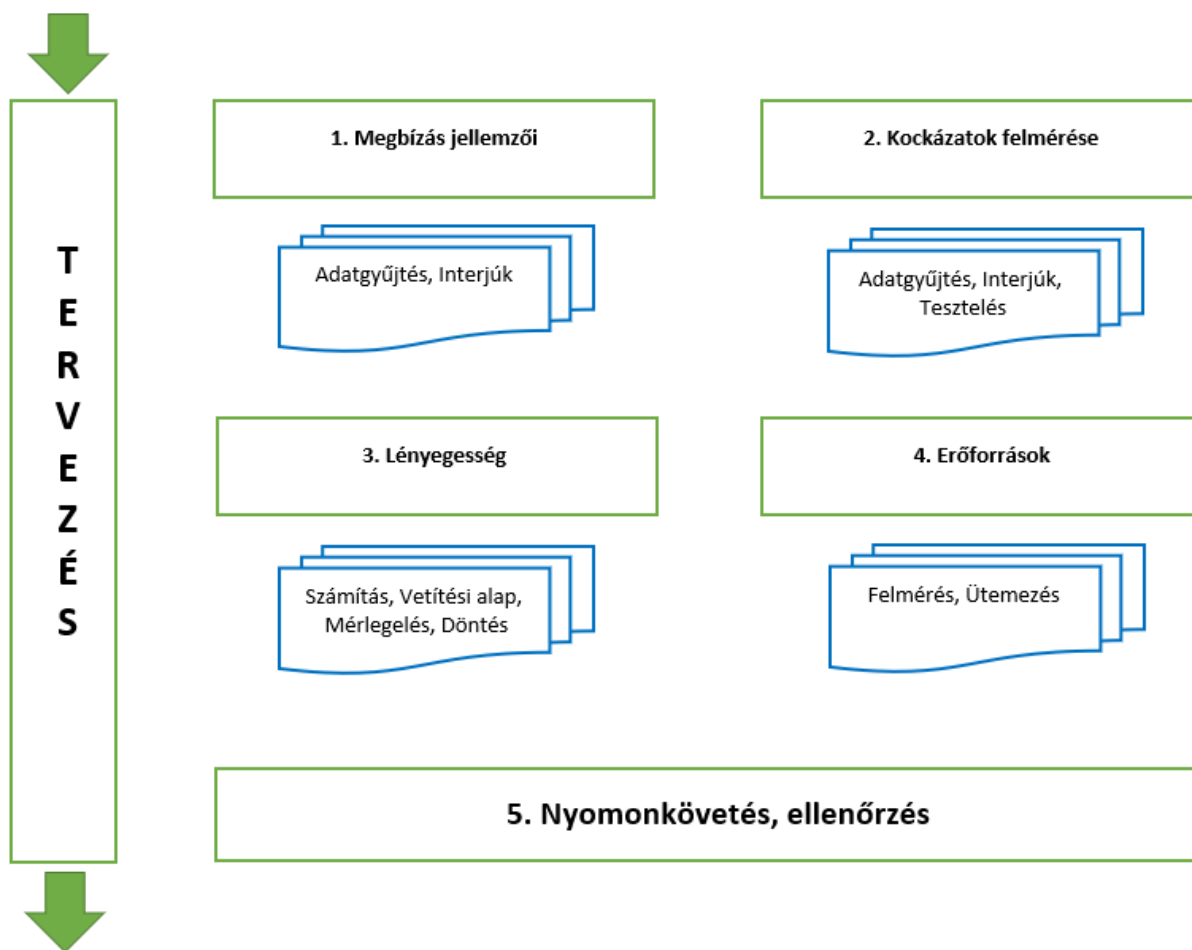 TERVEZÉS
1. Megbízás jellemzői
2. Kockázatok felmérése
Adatgyűjtés, Interjúk
Adatgyűjtés, Interjúk,
Tesztelés
3. Lényegesség
4. Erőforrások
Számítás, Vetítési alap,
Mérlegelés, Döntés
Felmérés, Ütemezés
5. Nyomonkövetés, ellenőrzés